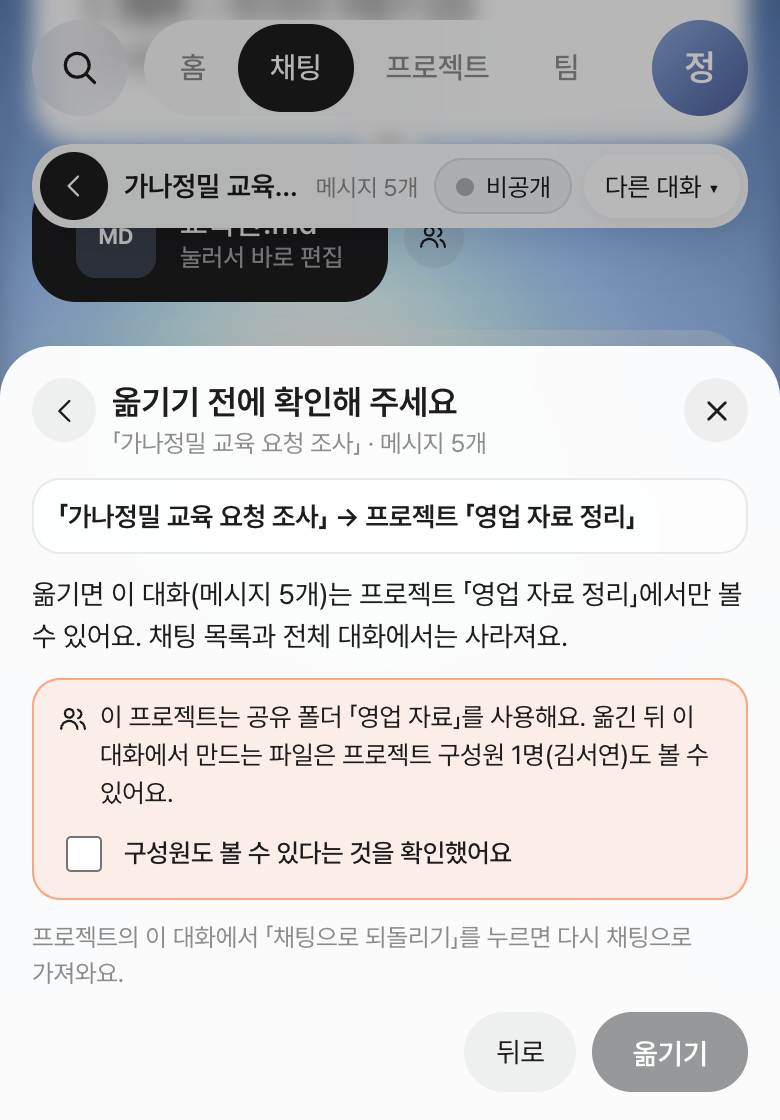 홈
채팅
프로젝트
팀
정
가나정밀 교육...
메시지 5개
비공개
다른 대화 ▾
MD
눌러서 바로 편집
옮기기 전에 확인해 주세요
「가나정밀 교육 요청 조사」 · 메시지 5개
「가나정밀 교육 요청 조사」 → 프로젝트 「영업 자료 정리」
옮기면 이 대화(메시지 5개)는 프로젝트 「영업 자료 정리」에서만 볼
수 있어요. 채팅 목록과 전체 대화에서는 사라져요.
이 프로젝트는 공유 폴더 「영업 자료」를 사용해요. 옮긴 뒤 이
대화에서 만드는 파일은 프로젝트 구성원 1명(김서연)도 볼 수
있어요.
구성원도 볼 수 있다는 것을 확인했어요
프로젝트의 이 대화에서 「채팅으로 되돌리기」를 누르면 다시 채팅으로
가져와요.
뒤로
옮기기